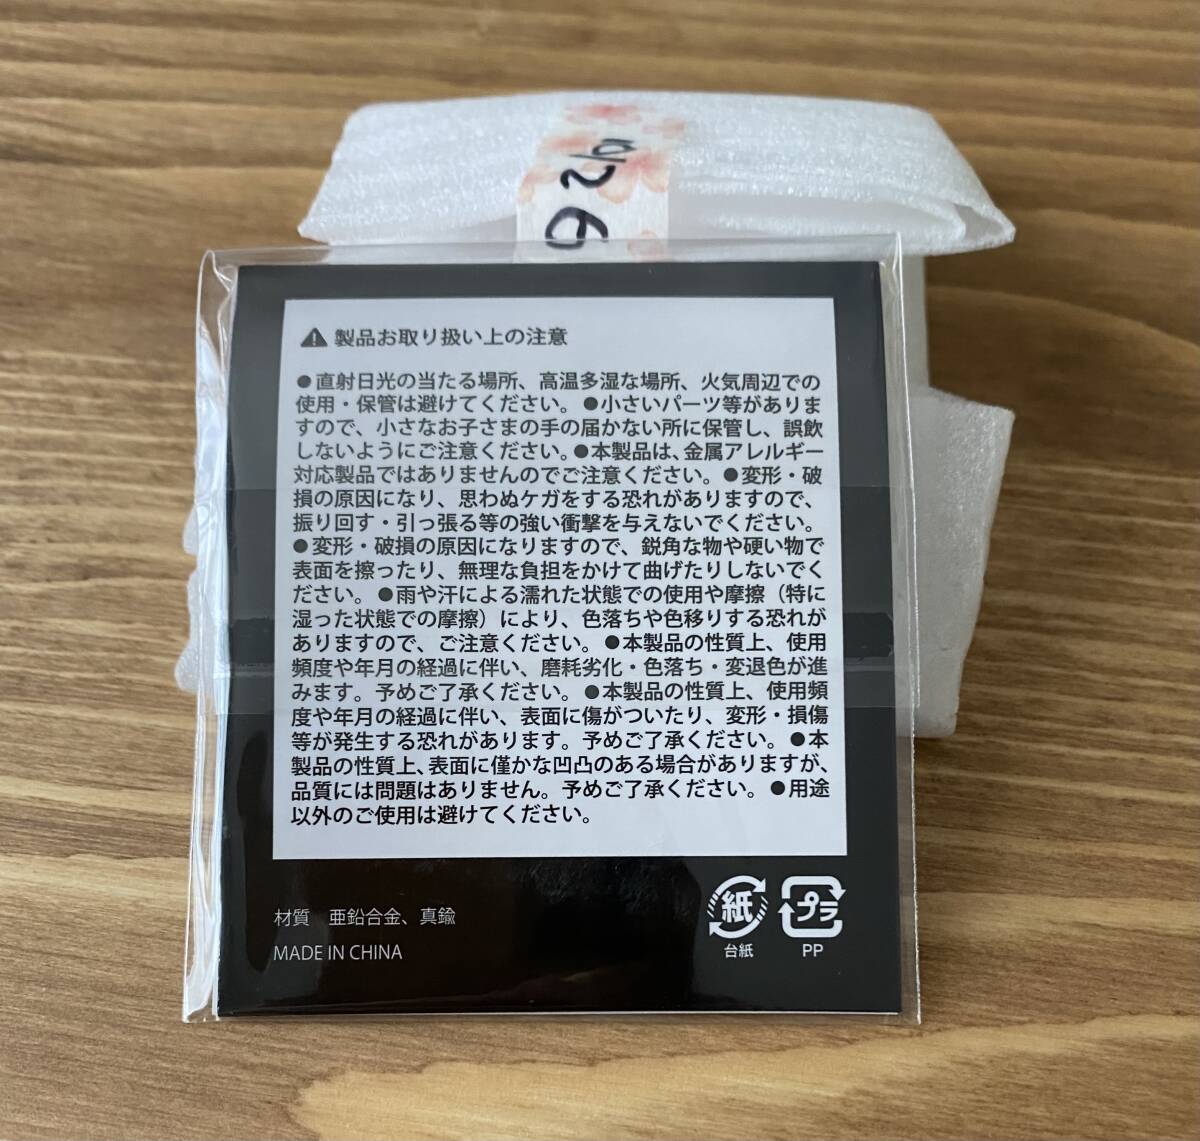 ⚠製品お取り扱い上の注意
●直射日光の当たる場所、高温多湿な場所、火気周辺での
使用・保管は避けてください。●小さいパーツ等がありま
すので、小さなお子さまの手の届かない所に保管し、誤飲
しないようにご注意ください。●本製品は、金属アレルギー
対応製品ではありませんのでご注意ください。●変形・破
損の原因になり、思わぬケガをする恐れがありますので、
振り回す・引っ張る等の強い衝撃を与えないでください。
●変形・破損の原因になりますので、鋭角な物や硬い物で
表面を擦ったり、無理な負担をかけて曲げたりしないでく
ださい。●雨や汗による濡れた状態での使用や摩擦（特に
湿った状態での摩擦）により、色落ちや色移りする恐れが
ありますので、ご注意ください。●本製品の性質上、使用
頻度や年月の経過に伴い、磨耗劣化・色落ち・変退色が進
みます。予めご了承ください。●本製品の性質上、使用頻
度や年月の経過に伴い、表面に傷がついたり、変形・損傷
等が発生する恐れがあります。予めご了承ください。●本
製品の性質上、表面に僅かな凹凸のある場合がありますが、
品質には問題はありません。予めご了承ください。●用途
以外のご使用は避けてください。
材質　亜鉛合金、真鍮
MADE IN CHINA
紙
台紙
プラ
PP